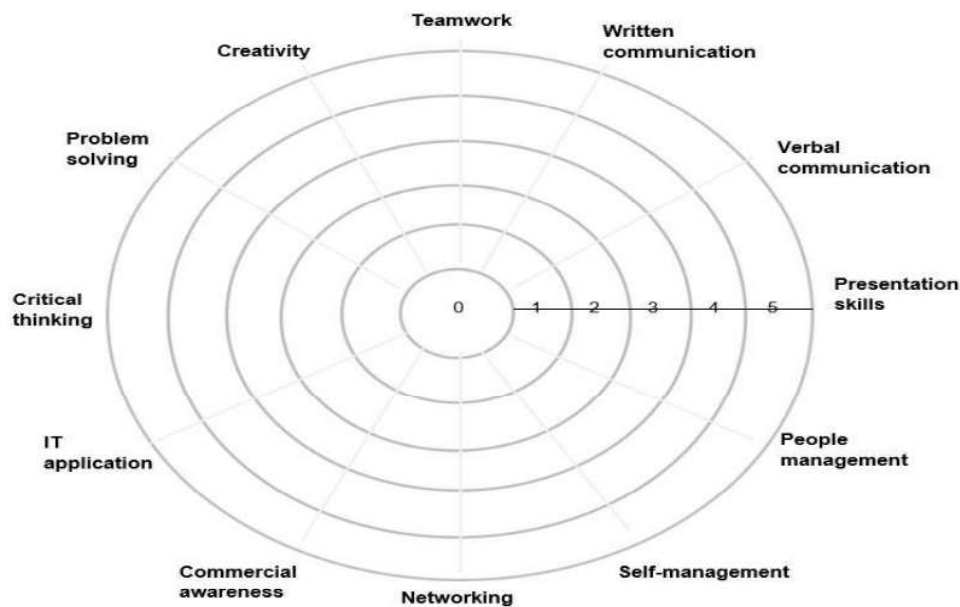 Teamwork
Written
communication
Creativity
Problem
solving
Verbal
communication
Critical
thinking
0 1 2 3 4 5
Presentation
skills
IT
application
People
management
Commercial
awareness
Networking
Self-management